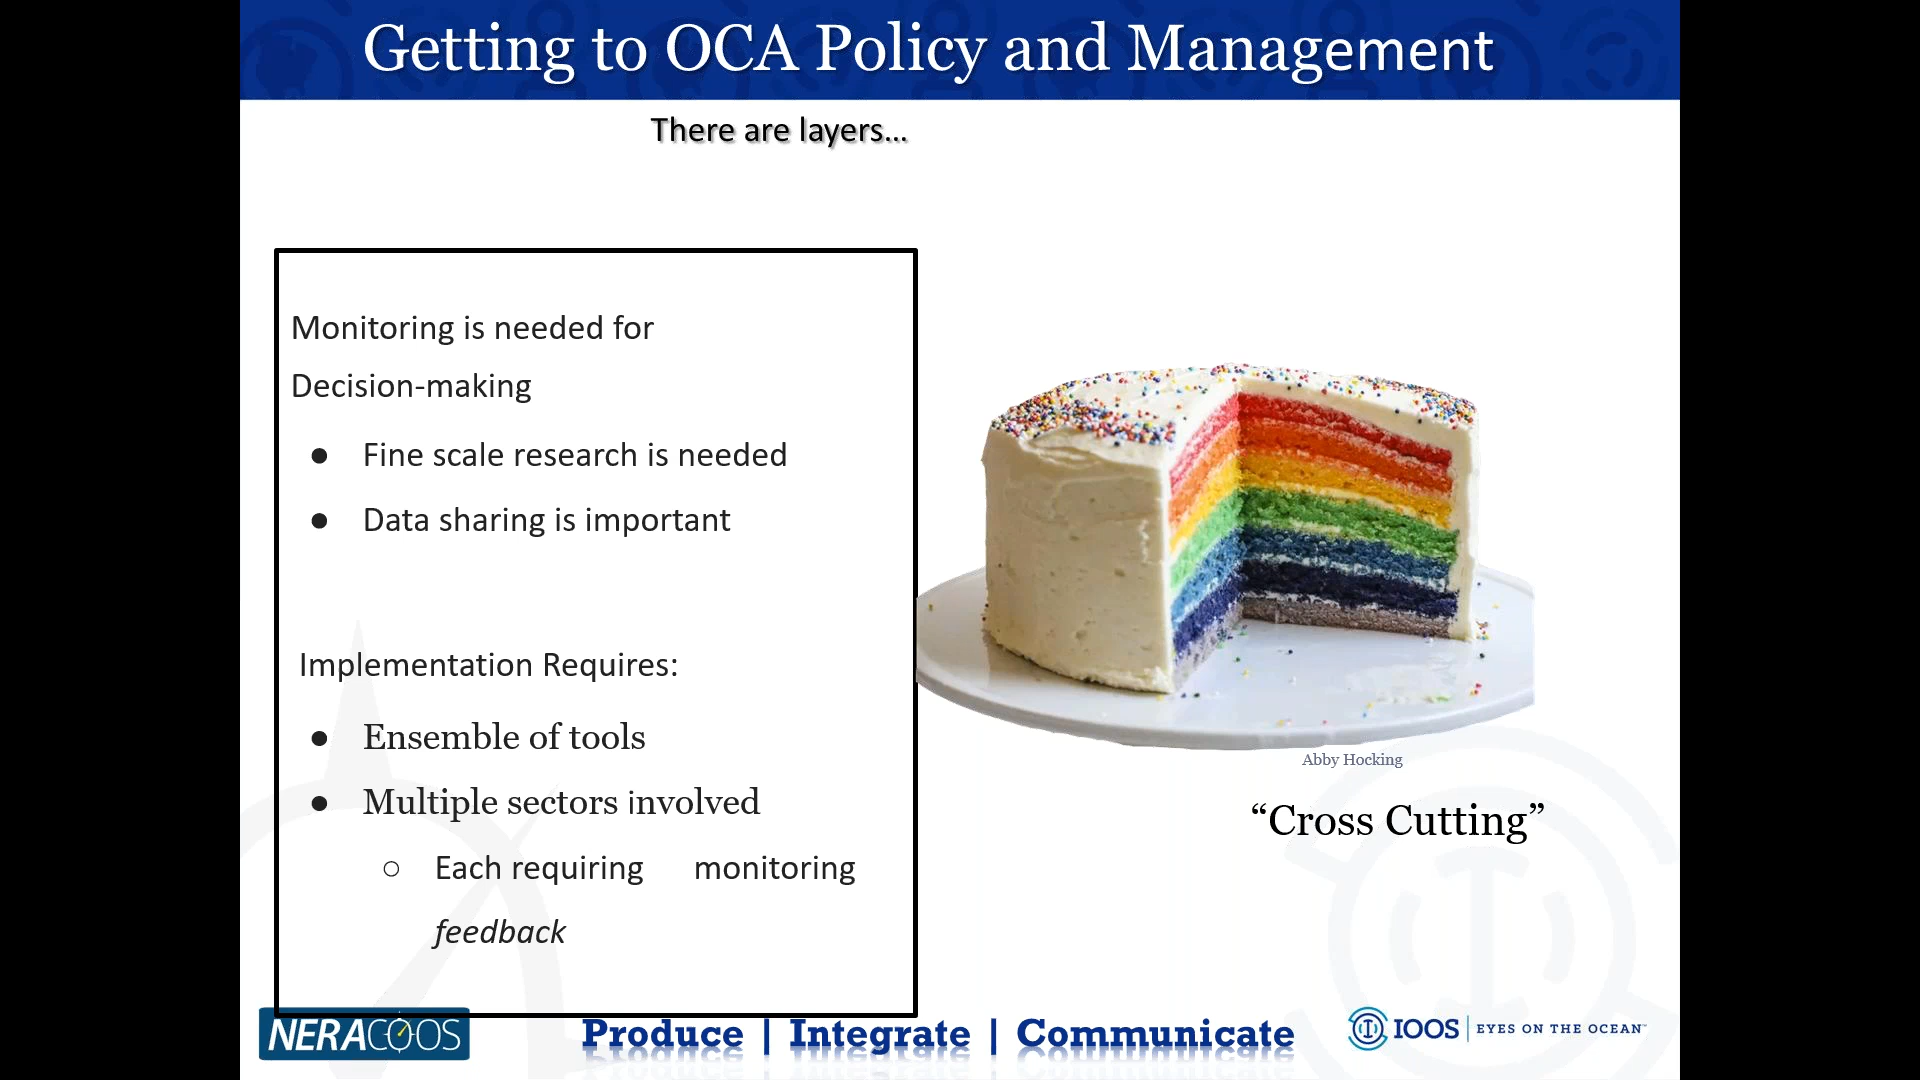 Getting to OCA Policy and Management
There are layers...
Monitoring is needed for
Decision-making
● Fine scale research is needed
● Data sharing is important
Implementation Requires:
● Ensemble of tools
● Multiple sectors involved
○ Each requiring monitoring
feedback
Abby Hocking
“Cross Cutting”
NERACOOS
Produce | Integrate | Communicate
IOOS | EYES ON THE OCEAN™